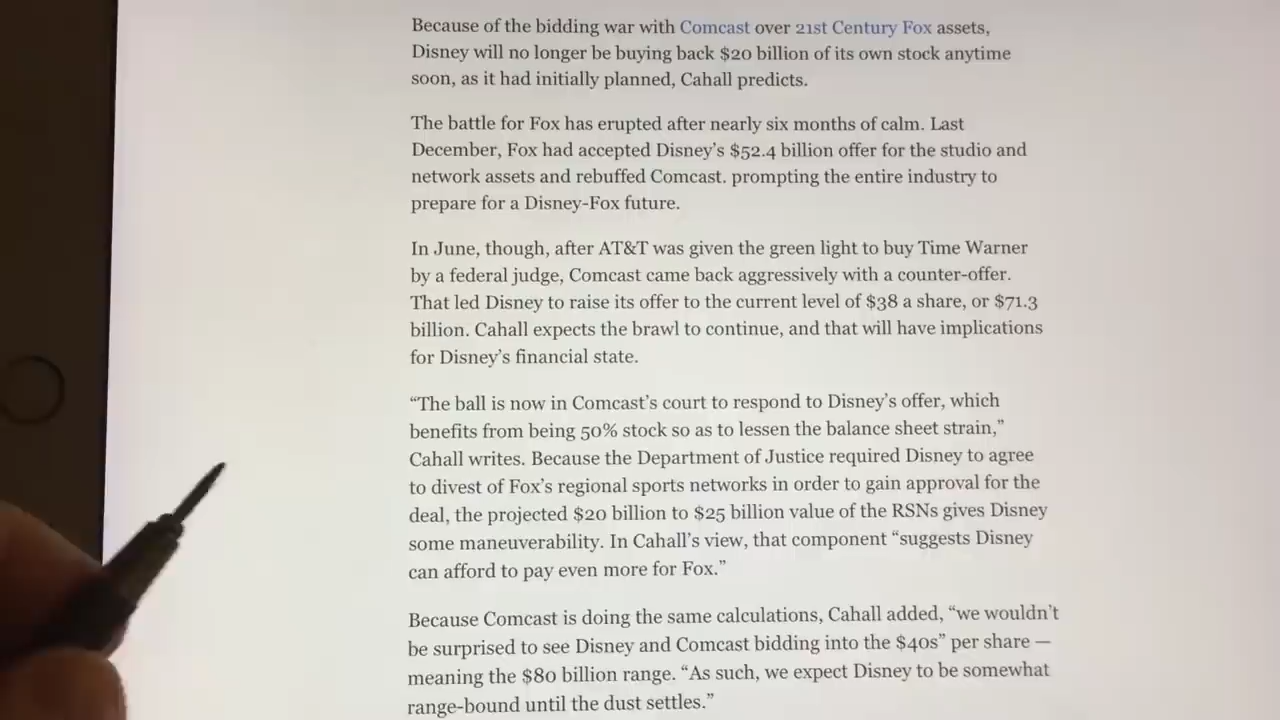 Because of the bidding war with Comcast over 21st Century Fox assets,
Disney will no longer be buying back $20 billion of its own stock anytime
soon, as it had initially planned, Cahall predicts.
The battle for Fox has erupted after nearly six months of calm. Last
December, Fox had accepted Disney’s $52.4 billion offer for the studio and
network assets and rebuffed Comcast. prompting the entire industry to
prepare for a Disney-Fox future.
In June, though, after AT&T was given the green light to buy Time Warner
by a federal judge, Comcast came back aggressively with a counter-offer.
That led Disney to raise its offer to the current level of $38 a share, or $71.3
billion. Cahall expects the brawl to continue, and that will have implications
for Disney’s financial state.
“The ball is now in Comcast’s court to respond to Disney’s offer, which
benefits from being 50% stock so as to lessen the balance sheet strain,”
Cahall writes. Because the Department of Justice required Disney to agree
to divest of Fox’s regional sports networks in order to gain approval for the
deal, the projected $20 billion to $25 billion value of the RSNs gives Disney
some maneuverability. In Cahall’s view, that component “suggests Disney
can afford to pay even more for Fox.”
Because Comcast is doing the same calculations, Cahall added, “we wouldn’t
be surprised to see Disney and Comcast bidding into the $40s” per share —
meaning the $80 billion range. “As such, we expect Disney to be somewhat
range-bound until the dust settles.”